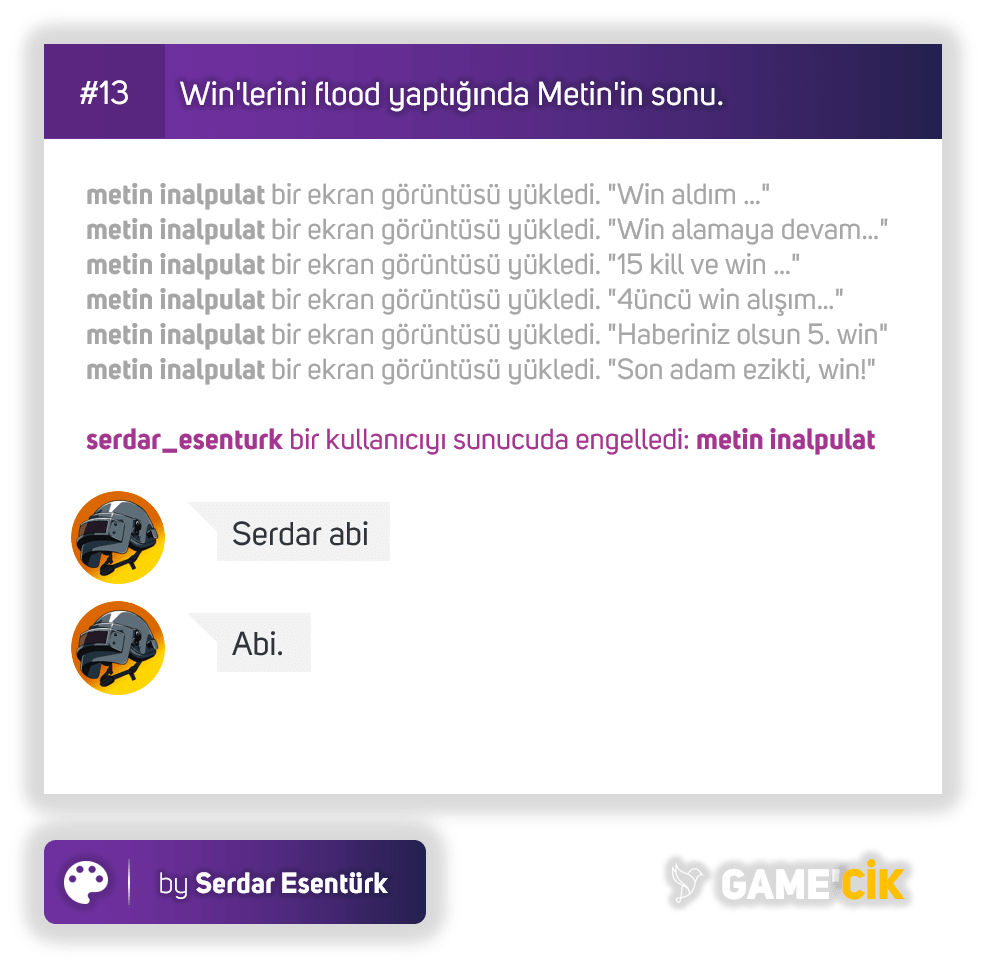 #13 Win'lerini flood yaptığında Metin'in sonu.
metin inalpulat bir ekran görüntüsü yükledi. "Win aldım ..."
metin inalpulat bir ekran görüntüsü yükledi. "Win alamaya devam..."
metin inalpulat bir ekran görüntüsü yükledi. "15 kill ve win ..."
metin inalpulat bir ekran görüntüsü yükledi. "4üncü win alışım..."
metin inalpulat bir ekran görüntüsü yükledi. "Haberiniz olsun 5. win"
metin inalpulat bir ekran görüntüsü yükledi. "Son adam ezikti, win!"
serdar_esenturk bir kullanıcıyı sunucuda engelledi: metin inalpulat
Serdar abi
Abi.
by Serdar Esentürk
GAME'CİK